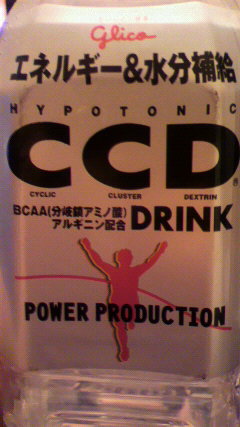 Glico
エネルギー&水分補給
HYPOTONIC
CCD®
CYCLIC CLUSTER DEXTRIN
BCAA(分岐鎖アミノ酸)
アルギニン配合
DRINK
POWER PRODUCTION